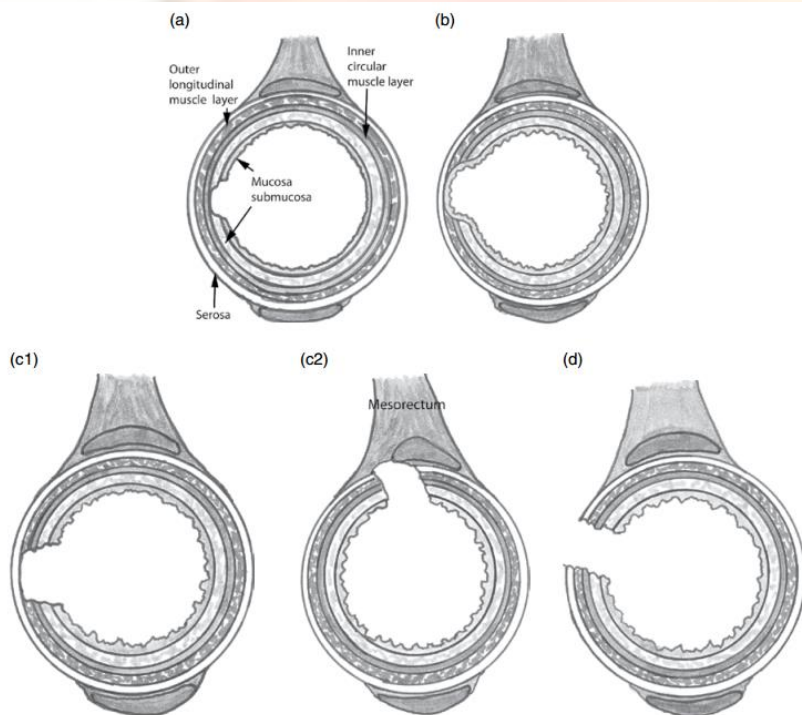 (a)
(b)
Outer
longitudinal
muscle layer
Inner
circular
muscle layer
Mucosa
submucosa
Serosa
(c1)
(c2)
(d)
Mesorectum